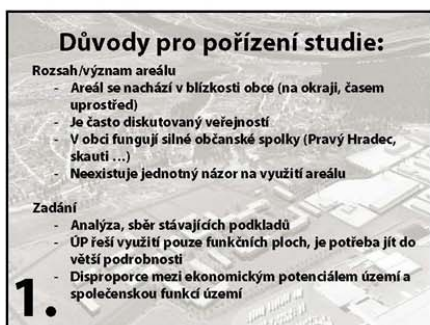 Důvody pro pořízení studie:
Rozsah/význam areálu
- Areál se nachází v blízkosti obce (na okraji, časem
uprostřed)
- Je často diskutovaný veřejností
- V obci fungují silné občanské spolky (Pravý Hradec,
skauti ...)
- Neexistuje jednotný názor na využití areálu
Zadání
- Analýza, sběr stávajících podkladů
- ÚP řeší využití pouze funkčních ploch, je potřeba jít do
větší podrobnosti
- Disproporce mezi ekonomickým potenciálem území a
společenskou funkcí území
1.